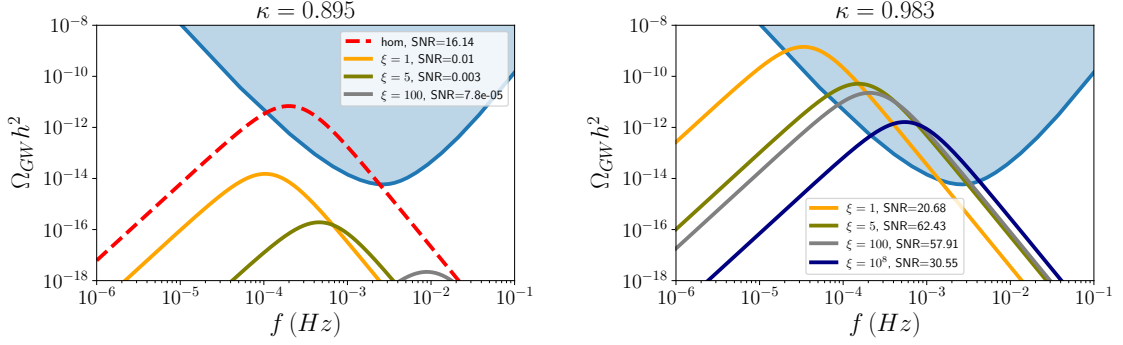 κ = 0.895
10⁻⁸
10⁻¹⁰
10⁻¹²
10⁻¹⁴
10⁻¹⁶
10⁻¹⁸
Ω_GW h²
hom, SNR=16.14
ξ = 1, SNR=0.01
ξ = 5, SNR=0.003
ξ = 100, SNR=7.8e-05
10⁻⁶ 10⁻⁵ 10⁻⁴ 10⁻³ 10⁻² 10⁻¹
f (Hz)
κ = 0.983
10⁻⁸
10⁻¹⁰
10⁻¹²
10⁻¹⁴
10⁻¹⁶
10⁻¹⁸
Ω_GW h²
ξ = 1, SNR=20.68
ξ = 5, SNR=62.43
ξ = 100, SNR=57.91
ξ = 10⁸, SNR=30.55
10⁻⁶ 10⁻⁵ 10⁻⁴ 10⁻³ 10⁻² 10⁻¹
f (Hz)